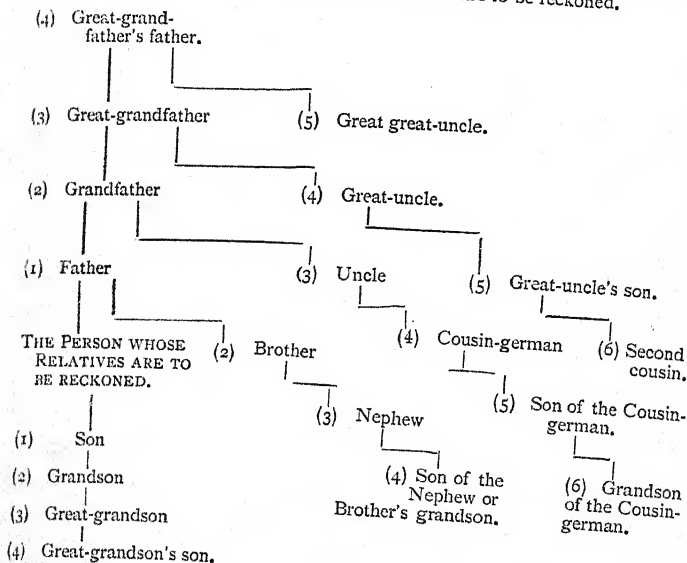 to be reckoned.
(4) Great-grand-
father's father.
(3) Great-grandfather
(5) Great great-uncle.
(2) Grandfather
(4) Great-uncle.
(1) Father
(3) Uncle
(5) Great-uncle's son.
THE PERSON WHOSE
RELATIVES ARE TO
BE RECKONED.
(2) Brother
(4) Cousin-german
(6) Second
cousin.
(3) Nephew
(5) Son of the Cousin-
german.
(1) Son
(2) Grandson
(4) Son of the
Nephew or
Brother's grandson.
(6) Grandson
of the Cousin-
german.
(3) Great-grandson
(4) Great-grandson's son.